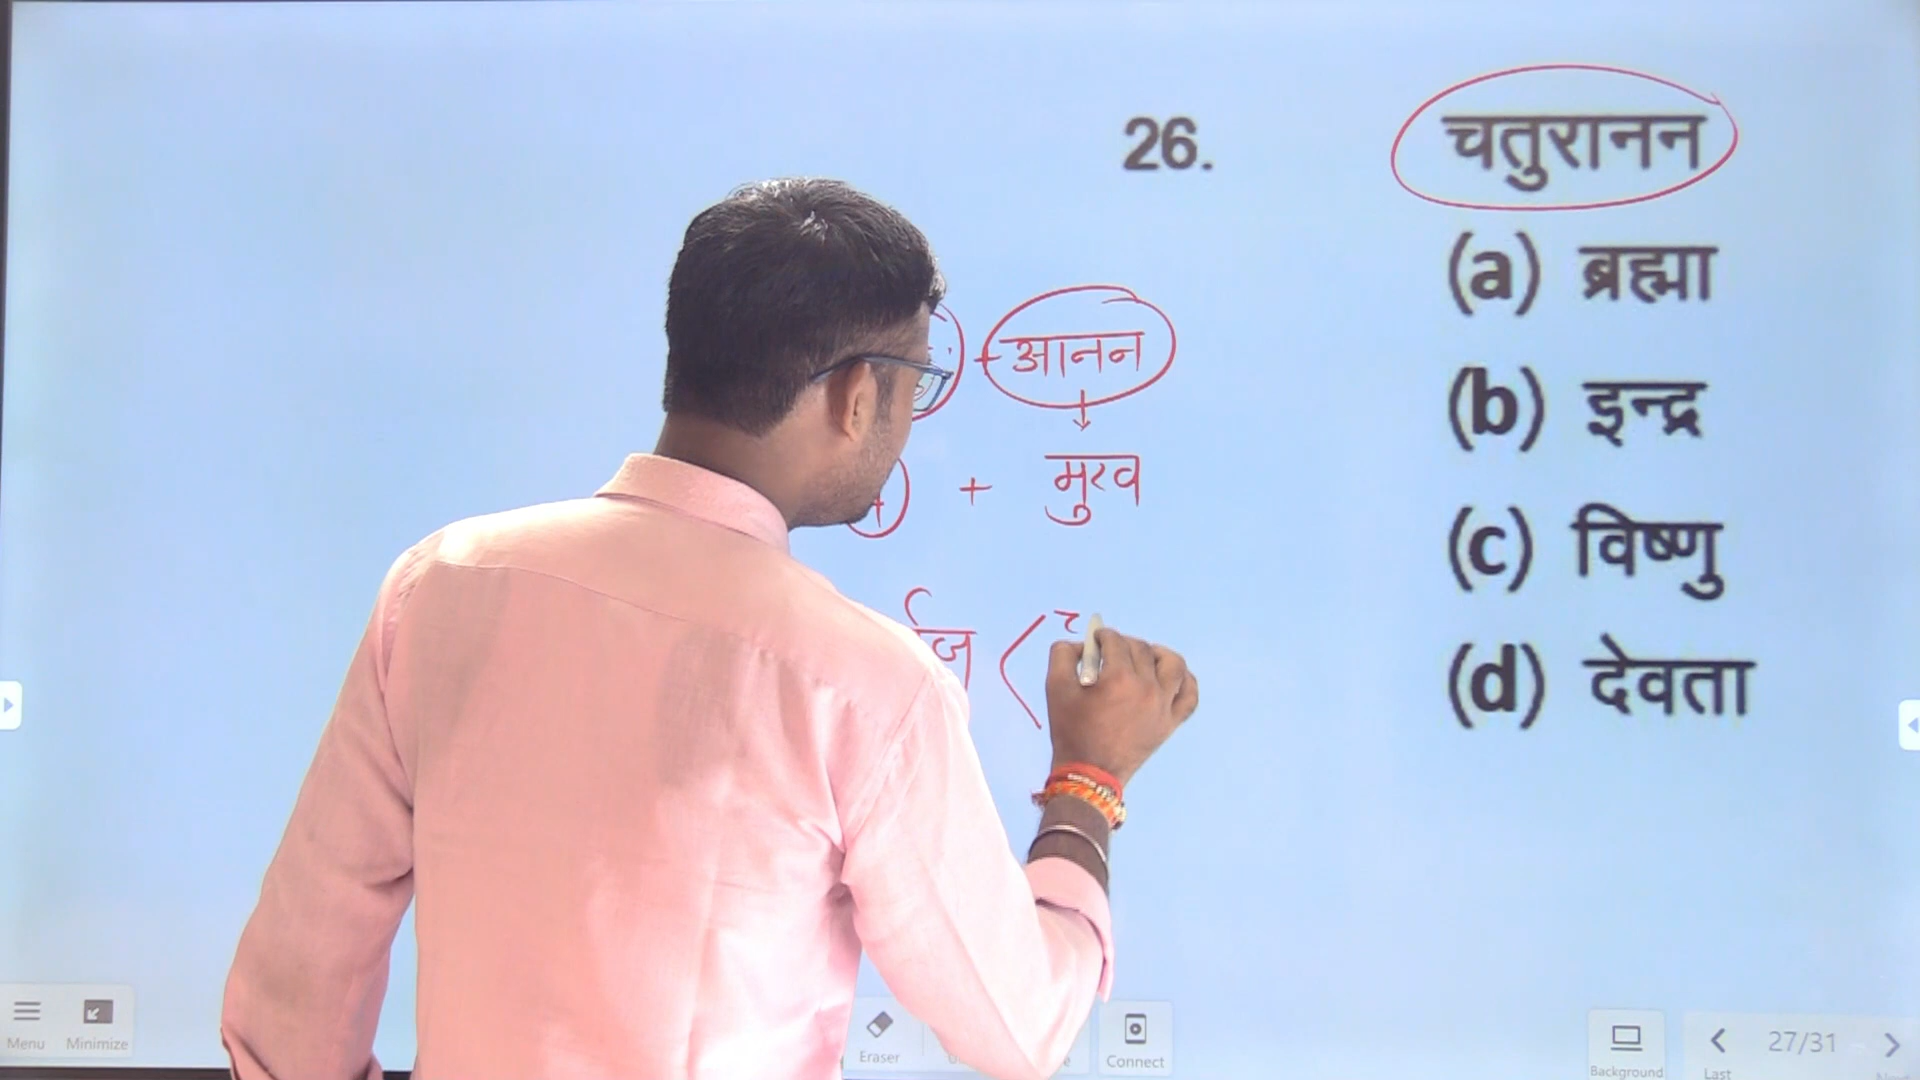 26. चतुरानन
(a) ब्रह्मा
(b) इन्द्र
(c) विष्णु
(d) देवता
+ आनन
↓
+ मुख
Menu Minimize
Eraser
Connect
Background
Last
27/31